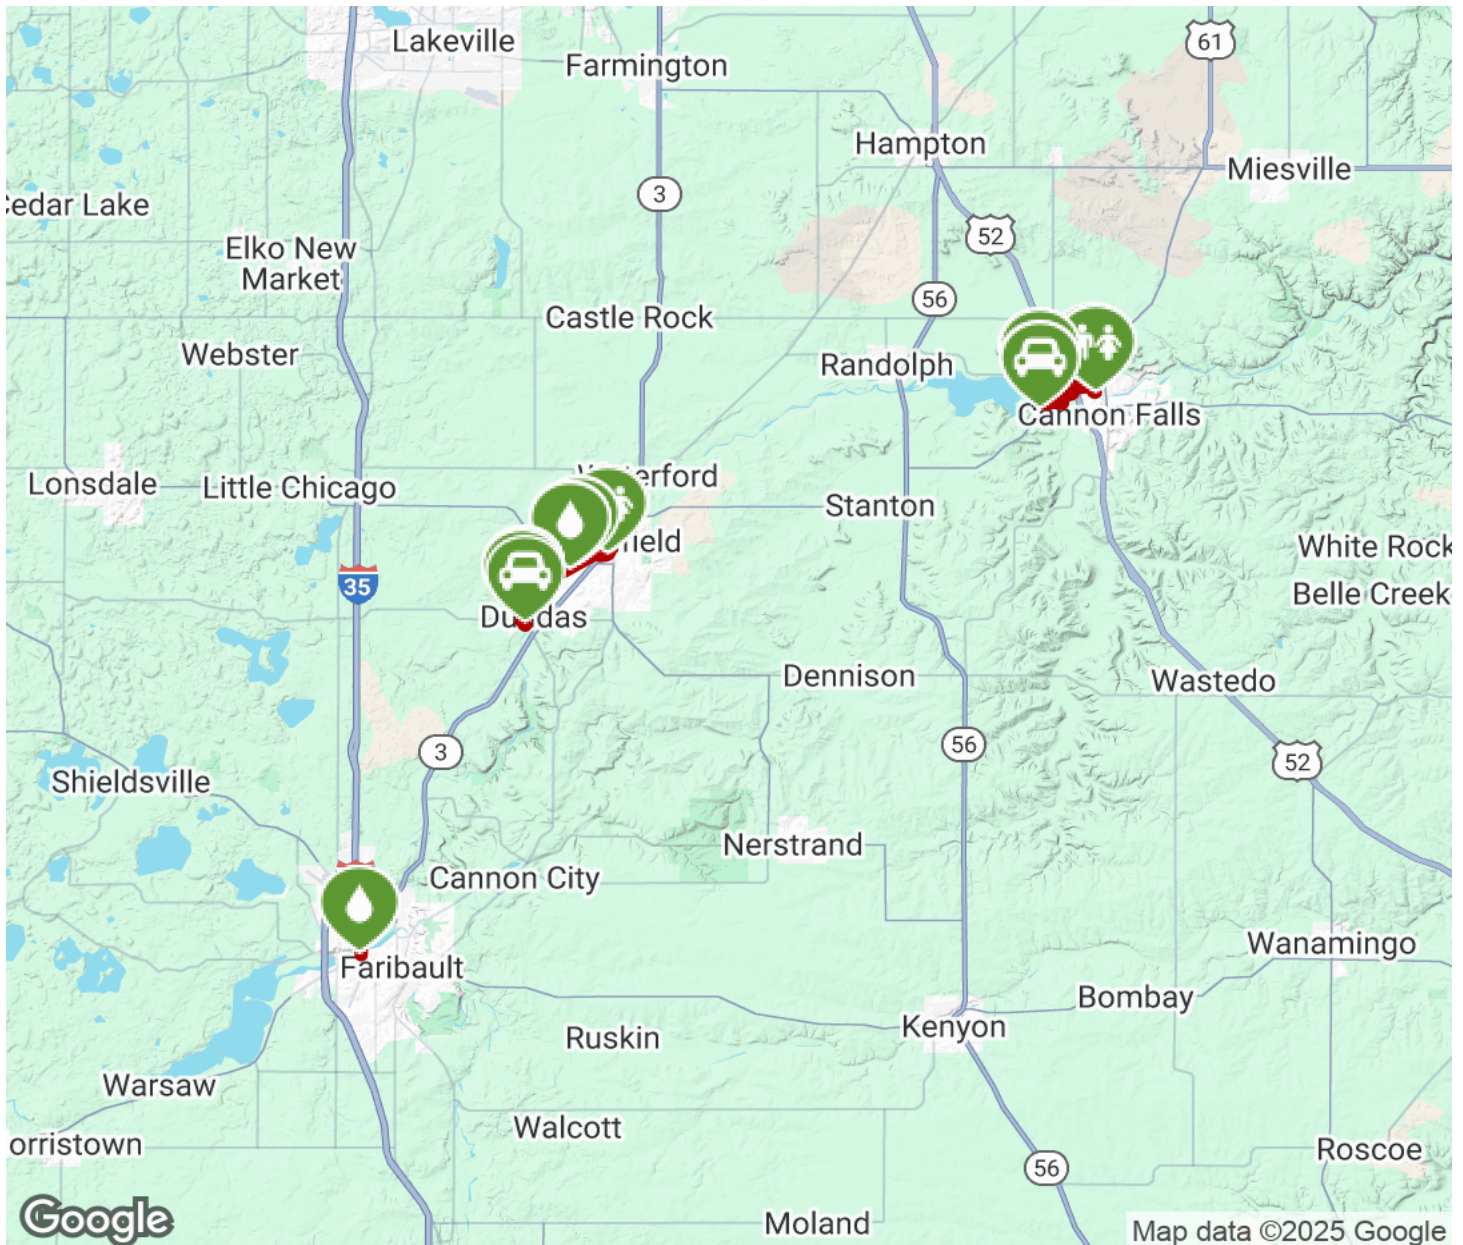 Lakeville
Farmington
61
Hampton
Miesville
3
Cedar Lake
52
Elko New
Market
56
Castle Rock
Webster
Randolph
Cannon Falls
Lonsdale
Little Chicago
Stanton
White Rock
35
Belle Creek
Dennison
Wastedo
3
56
52
Shieldsville
Nerstrand
Cannon City
Wanamingo
Faribault
Bombay
Kenyon
Ruskin
Warsaw
Walcott
orristown
Roscoe
56
Google
Moland
Map data ©2025 Google